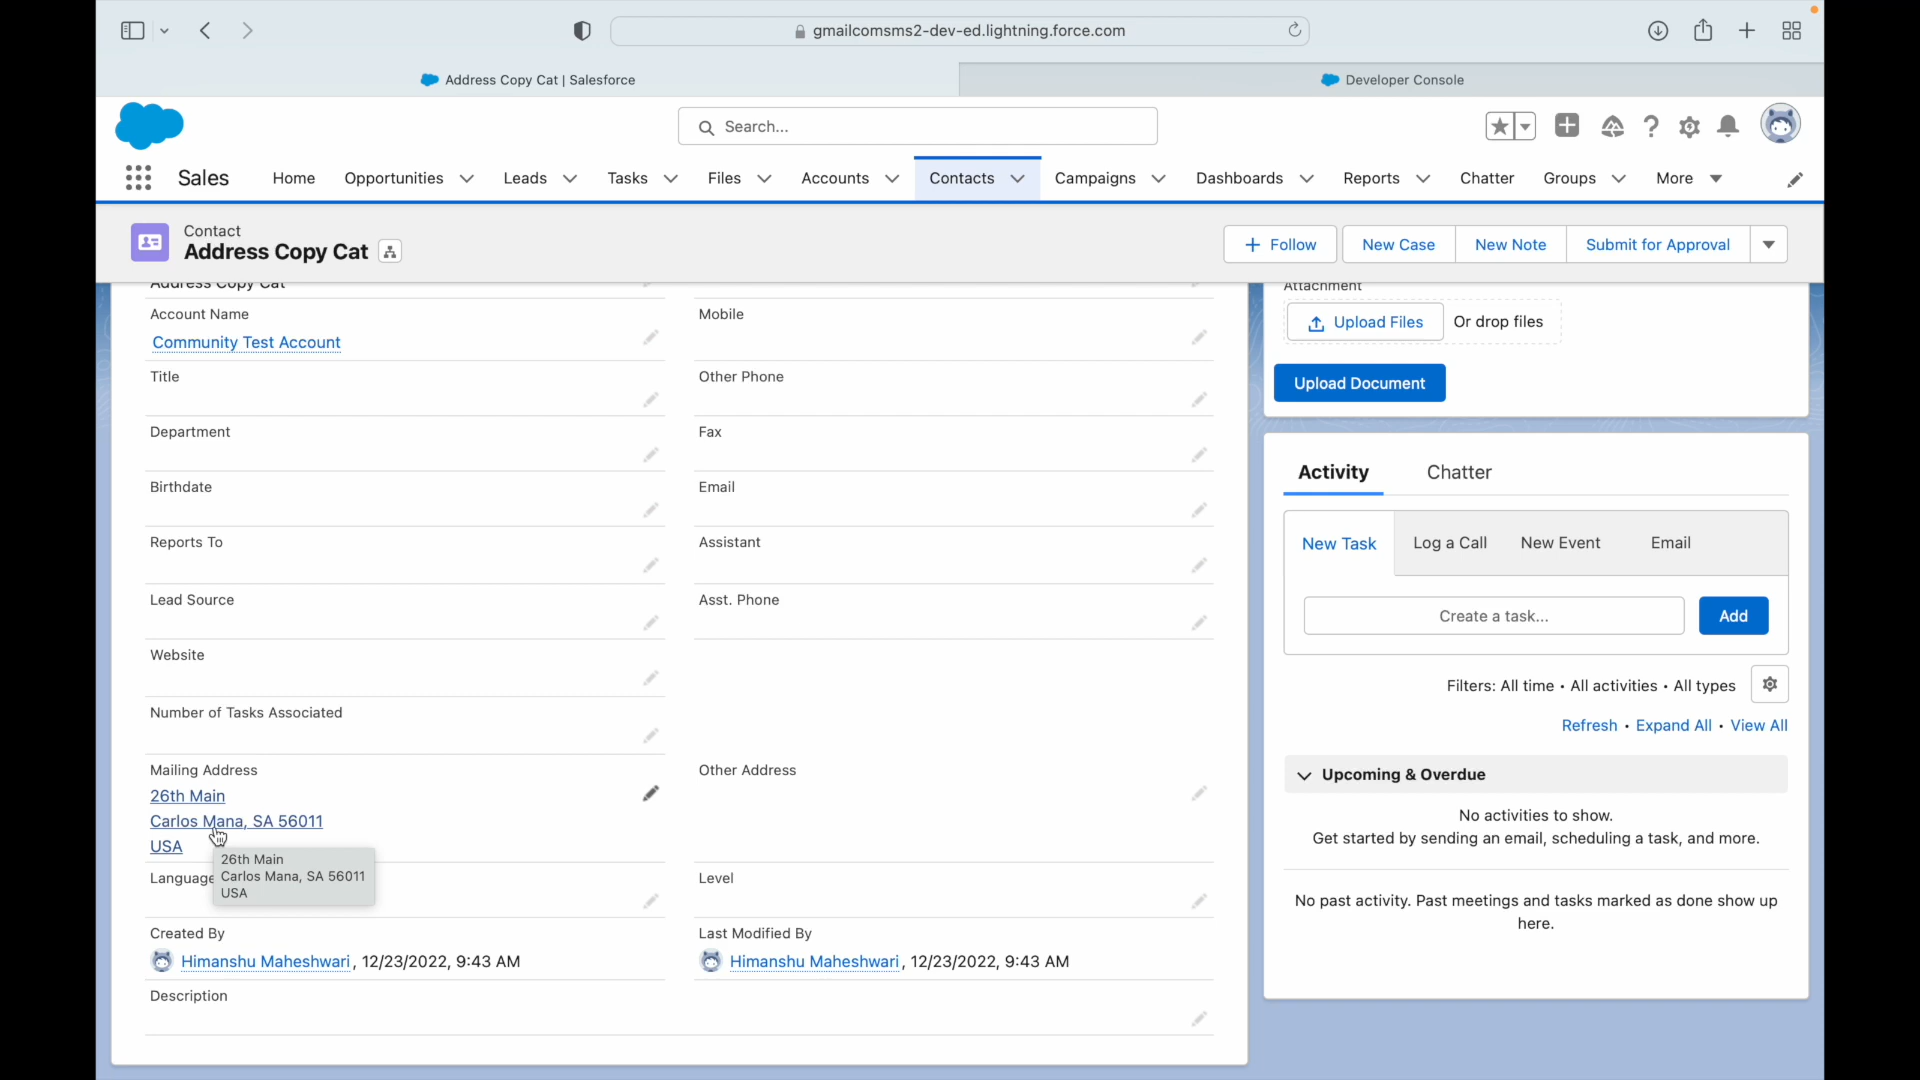 gmailcomsms2-dev-ed.lightning.force.com
Address Copy Cat | Salesforce
Developer Console
Search...
Sales
Home
Opportunities
Leads
Tasks
Files
Accounts
Contacts
Campaigns
Dashboards
Reports
Chatter
Groups
More
Contact
Address Copy Cat
Follow
New Case
New Note
Submit for Approval
Address Copy Cat
Account Name
Community Test Account
Mobile
Title
Other Phone
Department
Fax
Birthdate
Email
Reports To
Assistant
Lead Source
Asst. Phone
Website
Number of Tasks Associated
Mailing Address
26th Main
Carlos Mana, SA 56011
USA
Other Address
26th Main
Carlos Mana, SA 56011
USA
Language
Level
Created By
Himanshu Maheshwari, 12/23/2022, 9:43 AM
Last Modified By
Himanshu Maheshwari, 12/23/2022, 9:43 AM
Description
Attachment
Upload Files
Or drop files
Upload Document
Activity
Chatter
New Task
Log a Call
New Event
Email
Create a task...
Add
Filters: All time • All activities • All types
Refresh • Expand All • View All
Upcoming & Overdue
No activities to show.
Get started by sending an email, scheduling a task, and more.
No past activity. Past meetings and tasks marked as done show up
here.